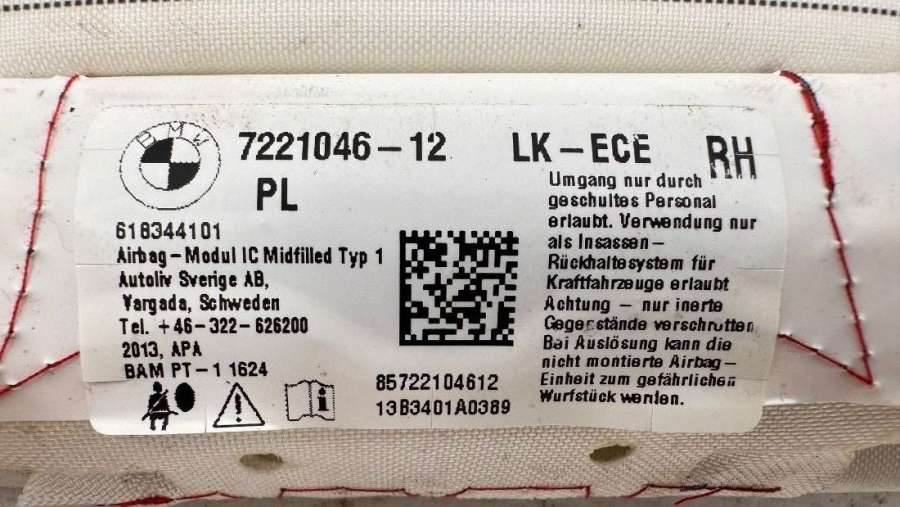 BMW
7221046-12 LK-ECE RH
PL
618344101
Airbag-Modul IC Midfilled Typ 1
Autoliv Sverige AB,
Vargada, Schweden
Tel. +46-322-626200
2013, APA
BAM PT-1 1624
85722104612
13B3401A0389
Umgang nur durch
geschultes Personal
erlaubt. Verwendung nur
als Insassen-
Rückhaltesystem für
Kraftfahrzeuge erlaubt
Achtung - nur inerte
Gegenstände verschrotten
Bei Auslösung kann die
nicht montierte Airbag-
Einheit zum gefährlichen
Wurfstück werden.